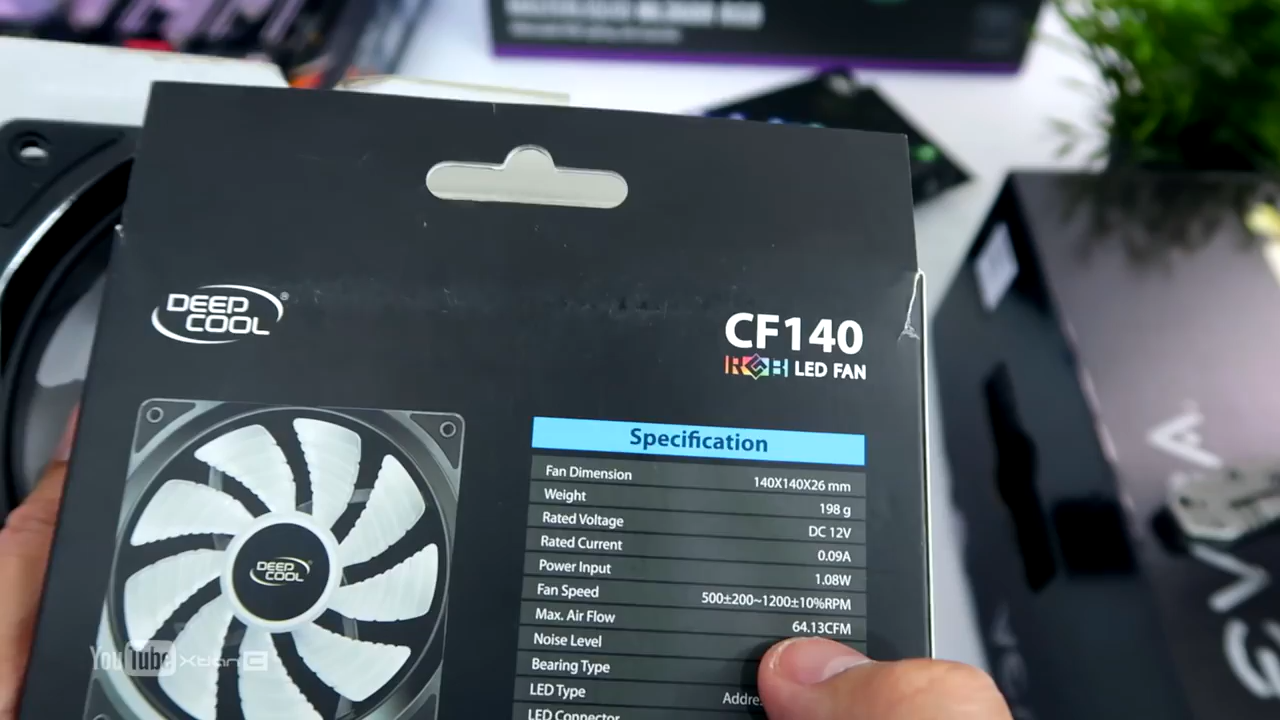 DEEP
COOL®
CF140
RGB LED FAN
Specification
Fan Dimension 140X140X26 mm
Weight 198 g
Rated Voltage DC 12V
Rated Current 0.09A
Power Input 1.08W
Fan Speed 500±200~1200±10%RPM
Max. Air Flow 64.13CFM
Noise Level
Bearing Type
LED Type
LED Connector
DEEP
COOL
YouTube